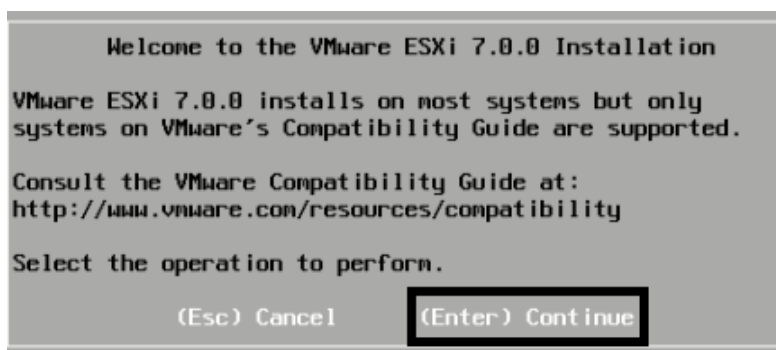 Welcome to the VMware ESXi 7.0.0 Installation
VMware ESXi 7.0.0 installs on most systems but only
systems on VMware's Compatibility Guide are supported.
Consult the VMware Compatibility Guide at:
http://www.vmware.com/resources/compatibility
Select the operation to perform.
(Esc) Cancel (Enter) Continue